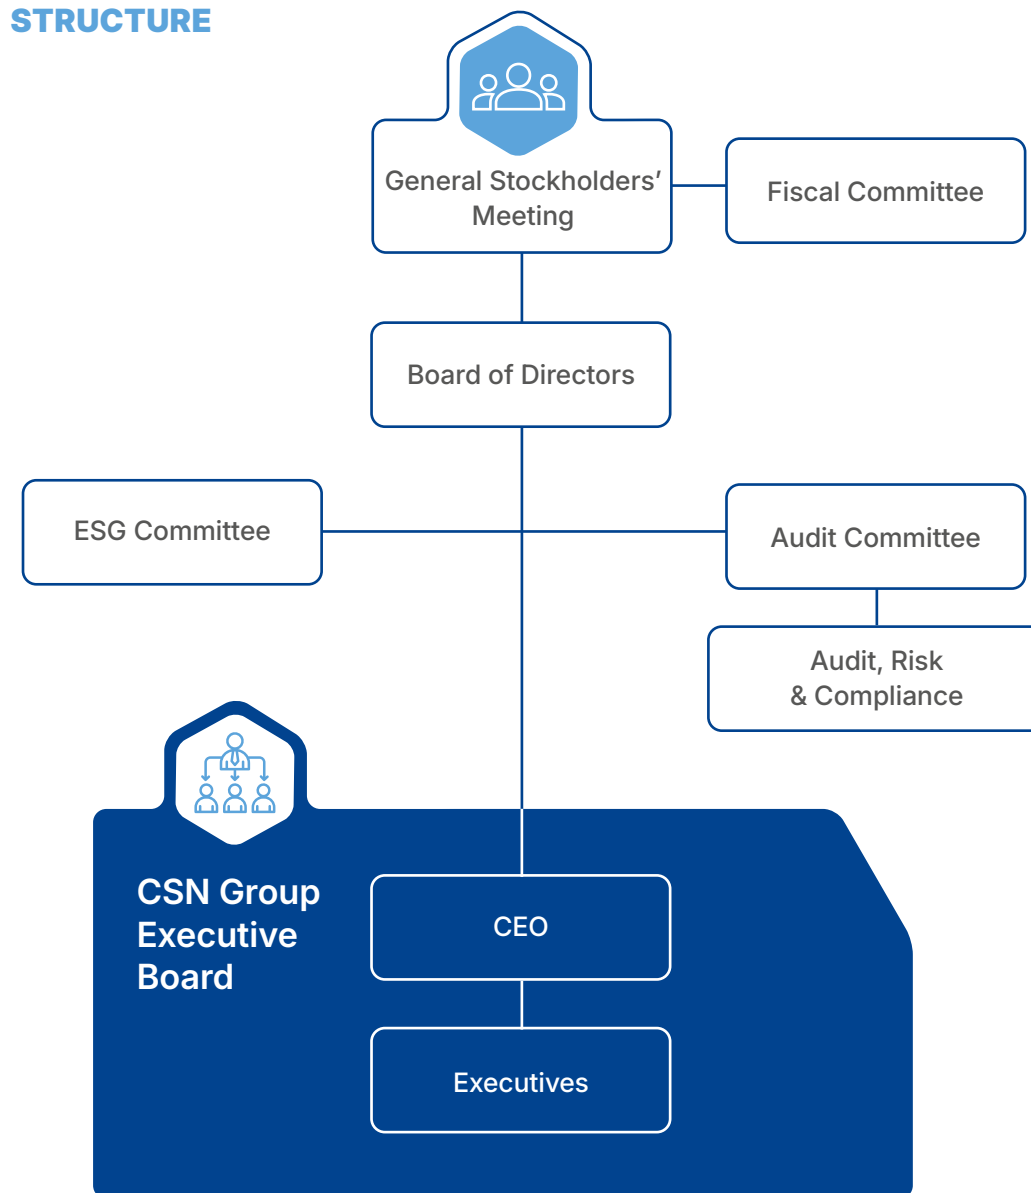 STRUCTURE
General Stockholders’
Meeting
Fiscal Committee
Board of Directors
ESG Committee
Audit Committee
Audit, Risk
& Compliance
CSN Group
Executive
Board
CEO
Executives